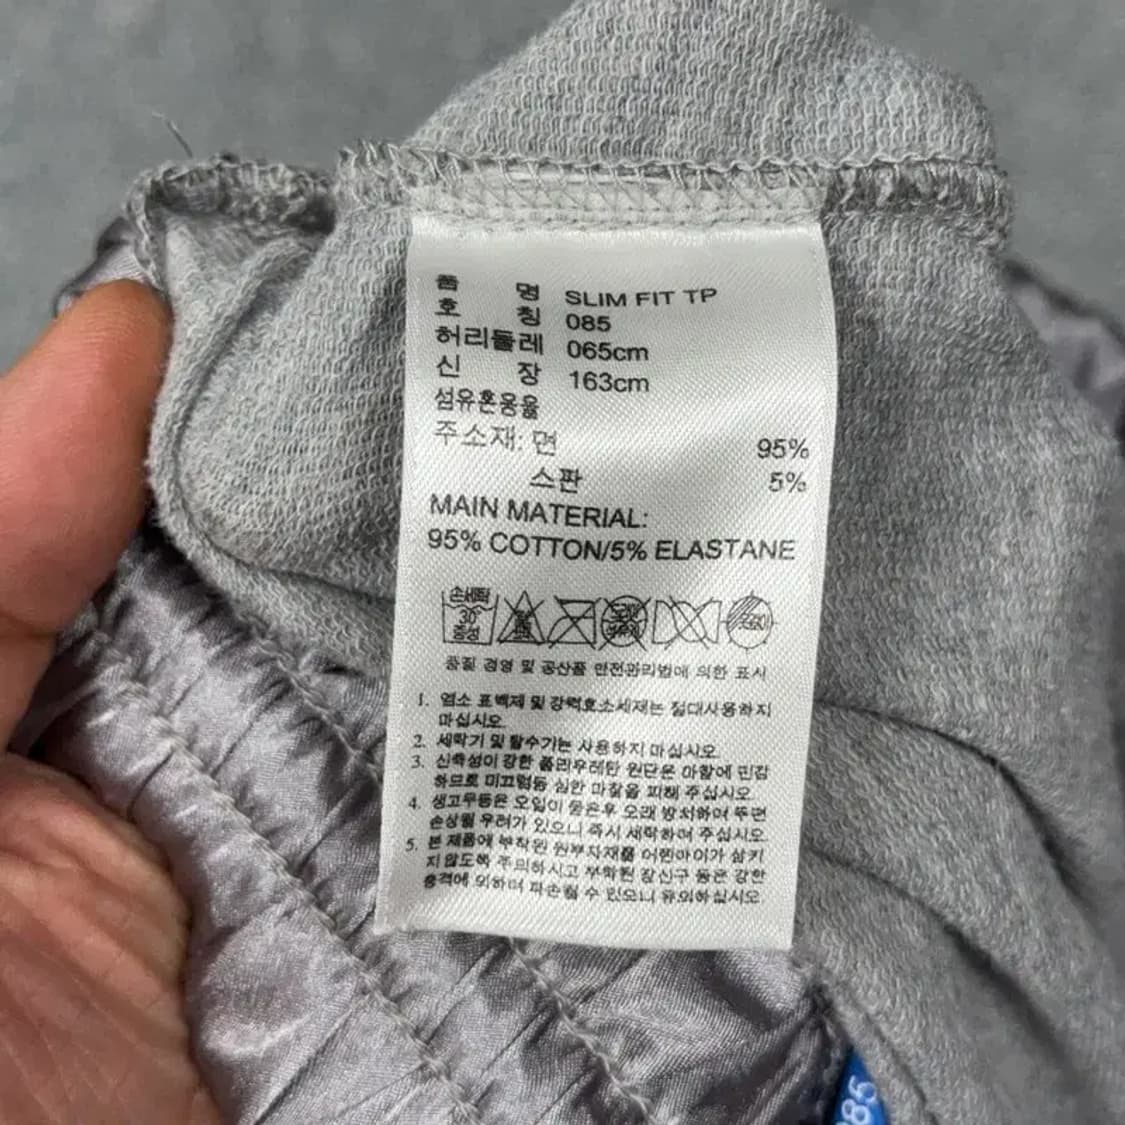 품 명 SLIM FIT TP
호 칭 085
허리둘레 065cm
신 장 163cm
섬유혼용율
주소재: 면 95%
스판 5%
MAIN MATERIAL:
95% COTTON/5% ELASTANE
손세탁
30°
중성
품질 경영 및 공산품 안전관리법에 의한 표시
1. 염소 표백제 및 강력효소세제는 절대사용하지
마십시오.
2. 세탁기 및 탈수기는 사용하지 마십시오.
3. 신축성이 강한 폴리우레탄 원단은 마찰에 민감
하므로 미끄럼등 심한 마찰을 피해 주십시오.
4. 생고무등은 오일이 묻은후 오래 방치하여 두면
손상될 우려가 있으니 즉시 세탁하여 주십시오.
5. 본 제품에 부착된 원부자재를 어린아이가 삼키
지않도록 주의하시고 부착된 장신구 등은 강한
충격에 의하여 파손될 수 있으니 유의하십시오.
085